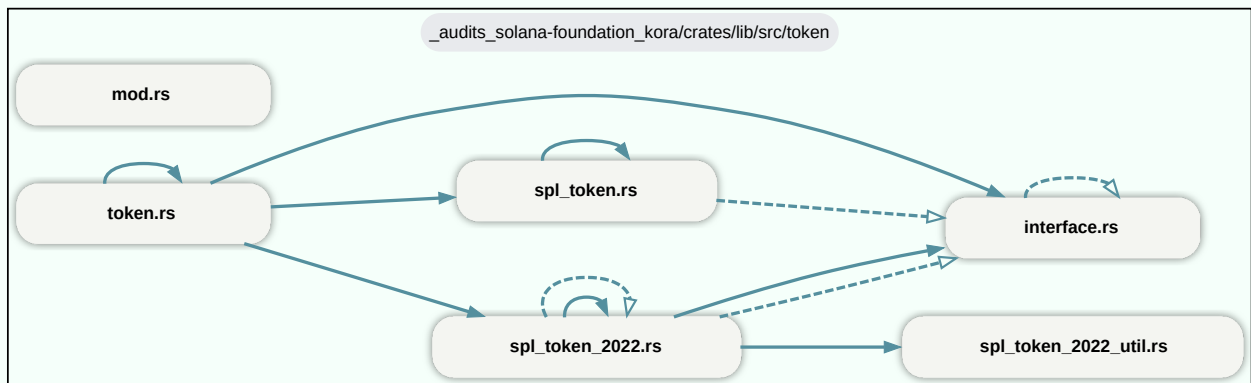 _audits_solana-foundation_kora/crates/lib/src/token
mod.rs
token.rs
spl_token.rs
interface.rs
spl_token_2022.rs
spl_token_2022_util.rs